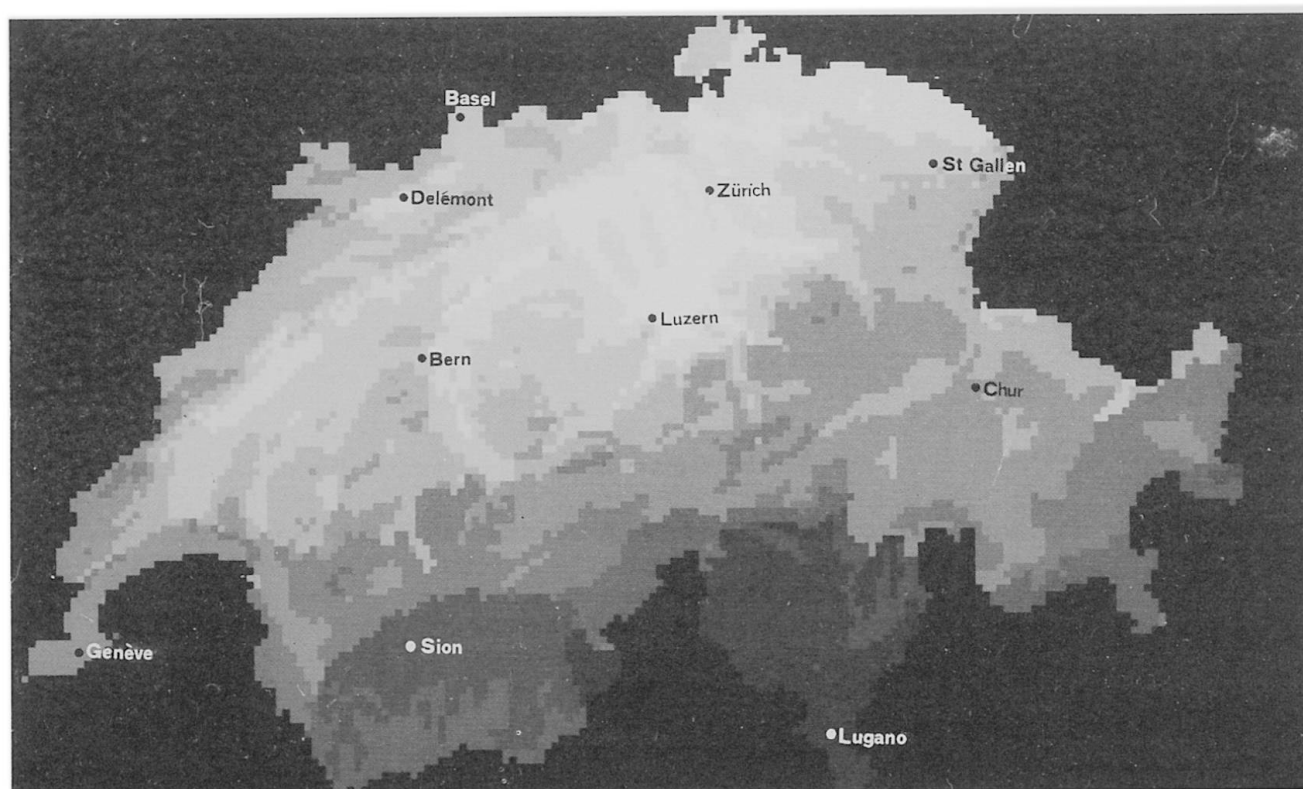 Basel
St Gallen
Zürich
Delémont
Luzern
Bern
Chur
Genève
Sion
Lugano